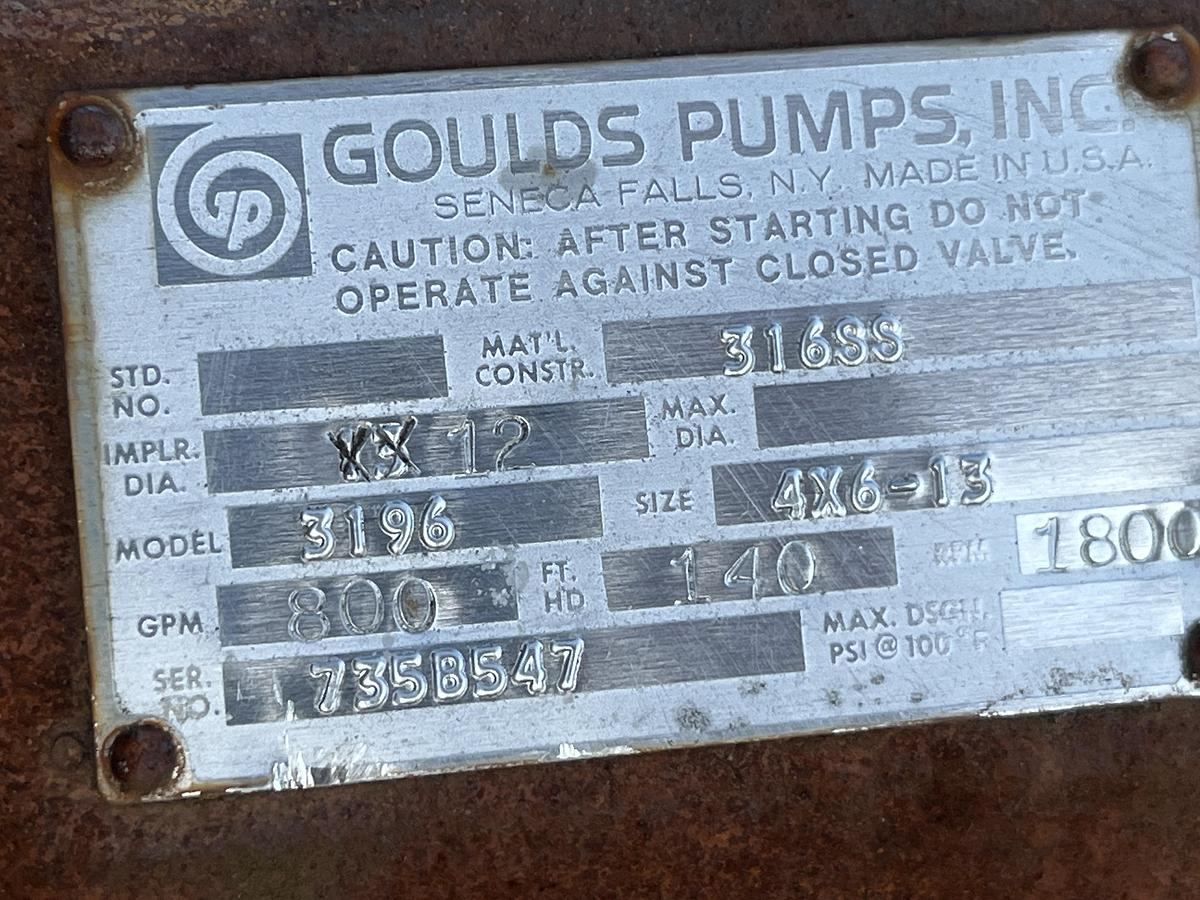 gp GOULDS PUMPS, INC.
SENECA FALLS, N.Y. MADE IN U.S.A.
CAUTION: AFTER STARTING DO NOT
OPERATE AGAINST CLOSED VALVE.
STD. NO.
MAT'L. CONSTR. 316SS
IMPLR. DIA. 12
MAX. DIA.
MODEL 3196
SIZE 4X6-13
GPM 800
FT. HD 140
RPM 1800
SER. NO. 735B547
MAX. DSCH. PSI @ 100 °F